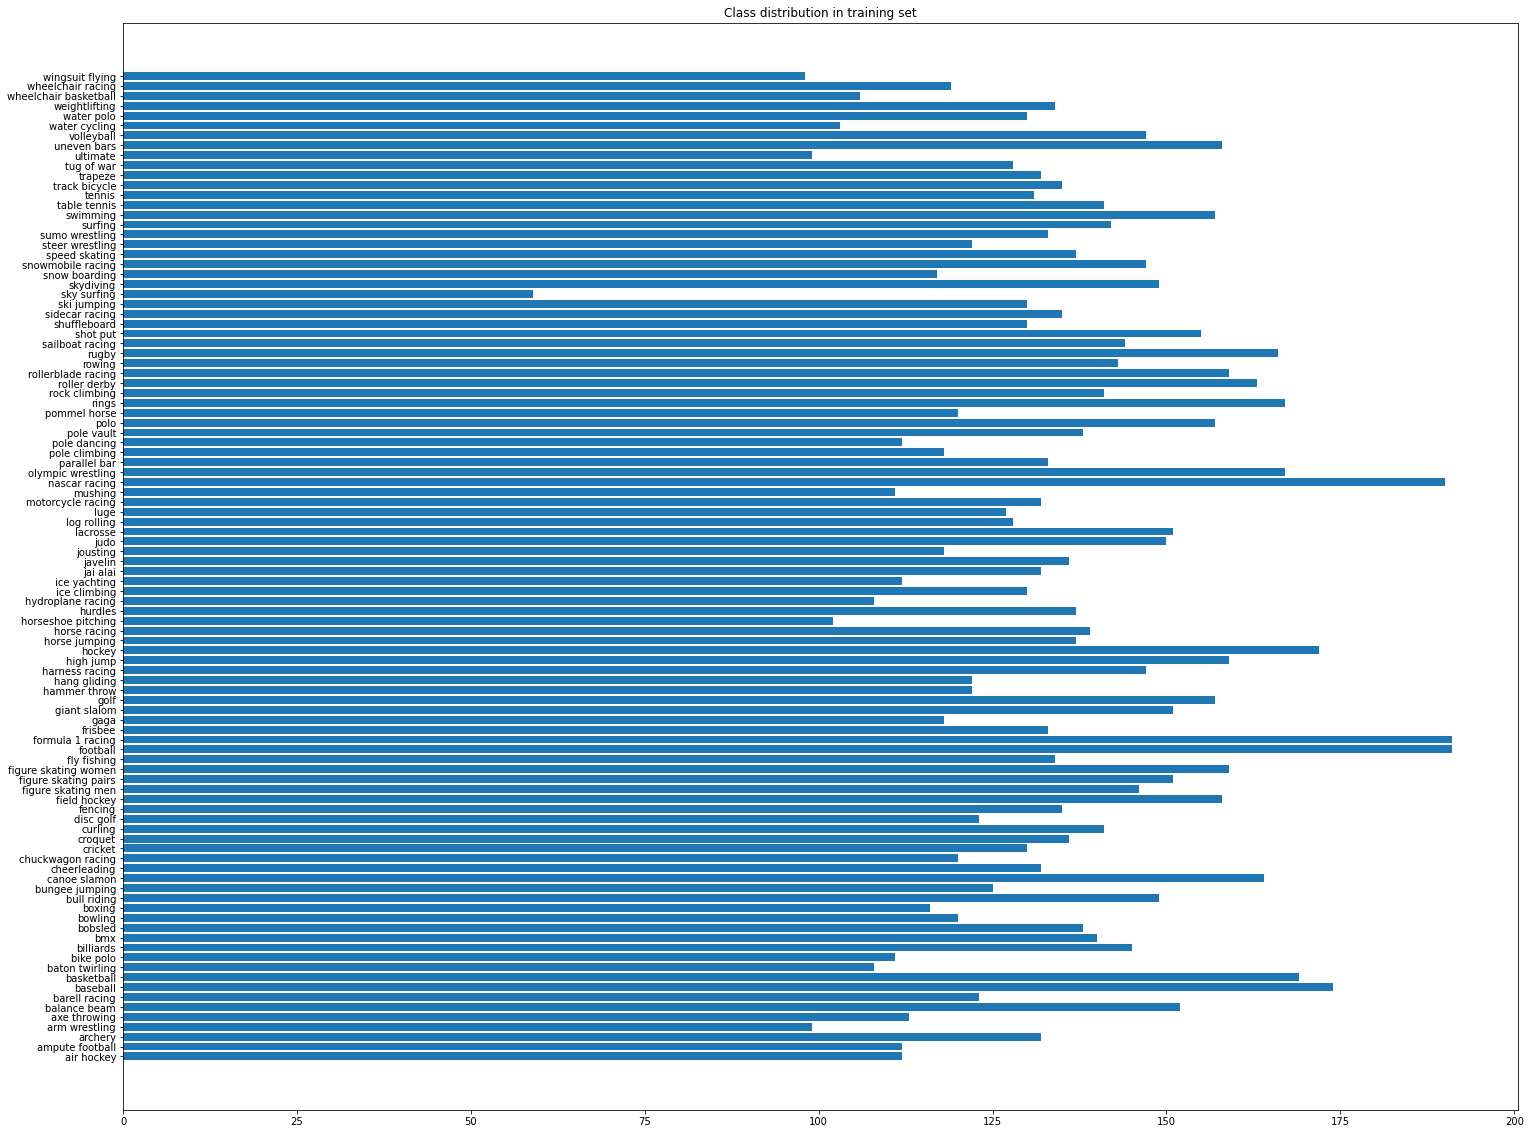 Class distribution in training set
wingsuit flying
wheelchair racing
wheelchair basketball
weightlifting
water polo
water cycling
volleyball
uneven bars
ultimate
tug of war
trapeze
track bicycle
tennis
table tennis
swimming
surfing
sumo wrestling
steer wrestling
speed skating
snowmobile racing
snow boarding
skydiving
sky surfing
ski jumping
sidecar racing
shuffleboard
shot put
sailboat racing
rugby
rowing
rollerblade racing
roller derby
rock climbing
rings
pommel horse
polo
pole vault
pole dancing
pole climbing
parallel bar
olympic wrestling
nascar racing
mushing
motorcycle racing
luge
log rolling
lacrosse
judo
jousting
javelin
jai alai
ice yachting
ice climbing
hydroplane racing
hurdles
horseshoe pitching
horse racing
horse jumping
hockey
high jump
harness racing
hang gliding
hammer throw
golf
giant slalom
gaga
frisbee
formula 1 racing
football
fly fishing
figure skating women
figure skating pairs
figure skating men
field hockey
fencing
disc golf
curling
croquet
cricket
chuckwagon racing
cheerleading
canoe slamon
bungee jumping
bull riding
boxing
bowling
bobsled
bmx
billiards
bike polo
baton twirling
basketball
baseball
barell racing
balance beam
axe throwing
arm wrestling
archery
ampute football
air hockey
0 25 50 75 100 125 150 175 200